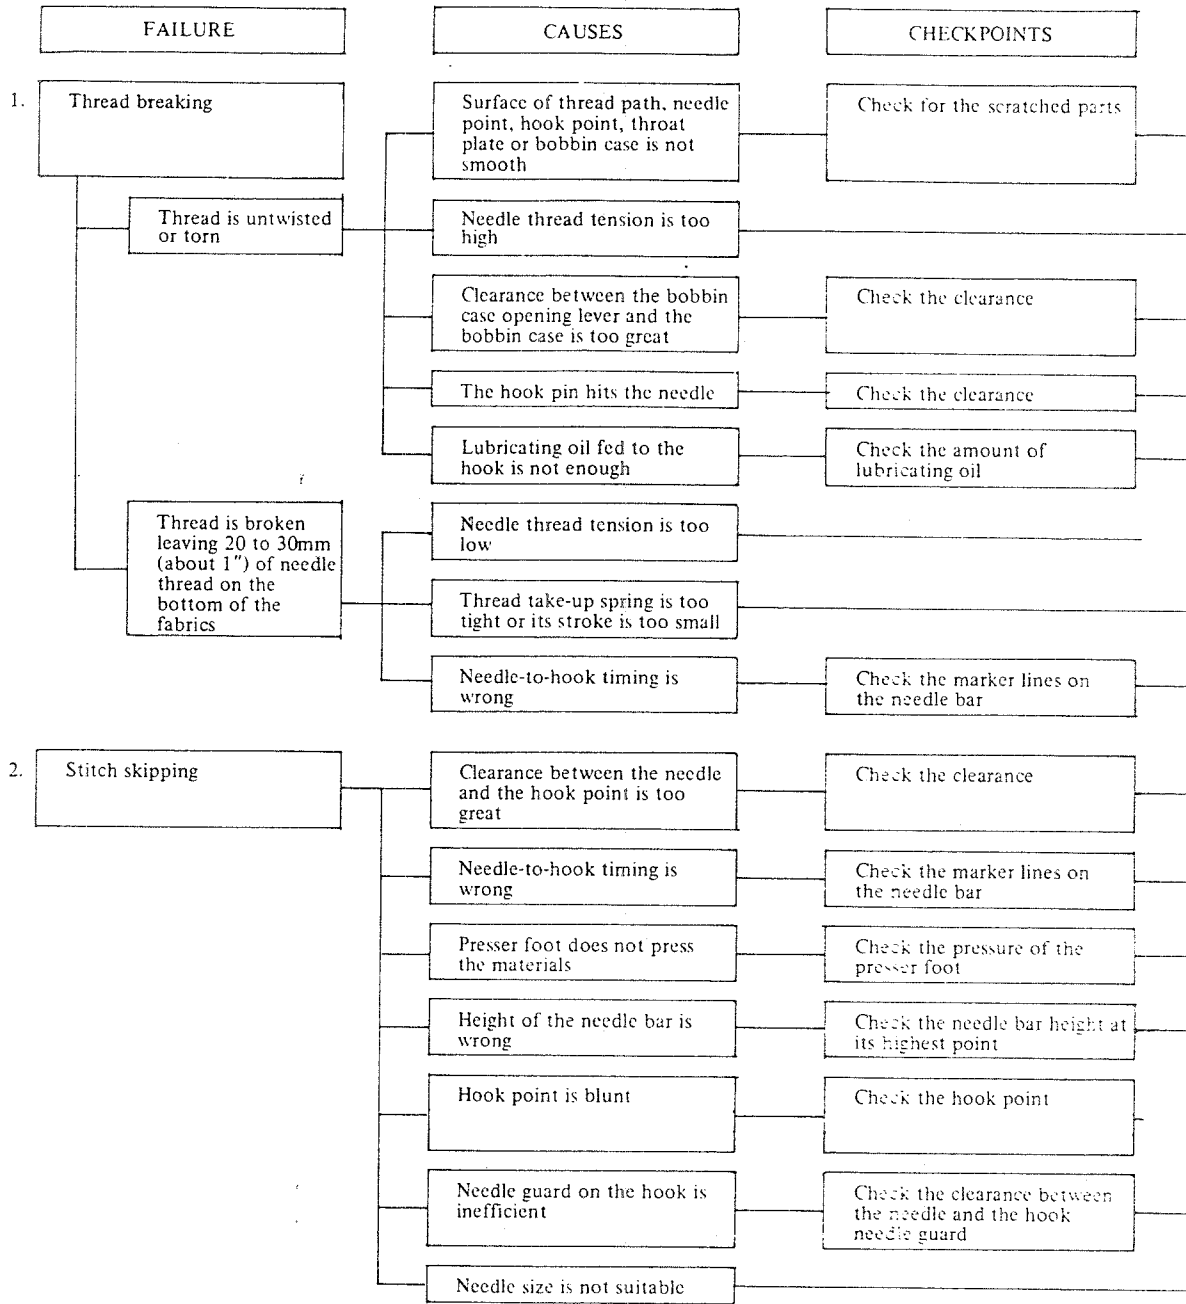 FAILURE
CAUSES
CHECKPOINTS
1.
Thread breaking
Surface of thread path, needle
point, hook point, throat
plate or bobbin case is not
smooth
Check for the scratched parts
Thread is untwisted
or torn
Needle thread tension is too
high
Clearance between the bobbin
case opening lever and the
bobbin case is too great
Check the clearance
The hook pin hits the needle
Check the clearance
Lubricating oil fed to the
hook is not enough
Check the amount of
lubricating oil
Thread is broken
leaving 20 to 30mm
(about 1") of needle
thread on the
bottom of the
fabrics
Needle thread tension is too
low
Thread take-up spring is too
tight or its stroke is too small
Needle-to-hook timing is
wrong
Check the marker lines on
the needle bar
2.
Stitch skipping
Clearance between the needle
and the hook point is too
great
Check the clearance
Needle-to-hook timing is
wrong
Check the marker lines on
the needle bar
Presser foot does not press
the materials
Check the pressure of the
presser foot
Height of the needle bar is
wrong
Check the needle bar height at
its highest point
Hook point is blunt
Check the hook point
Needle guard on the hook is
inefficient
Check the clearance between
the needle and the hook
needle guard
Needle size is not suitable